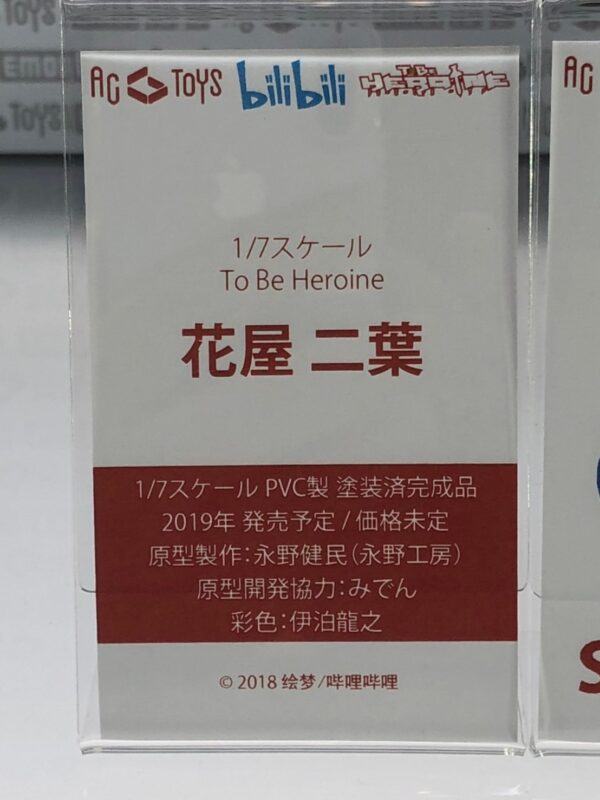 AC TOYS bilibili TO BE HEROINE
1/7スケール
To Be Heroine
花屋 二葉
1/7スケール PVC製 塗装済完成品
2019年 発売予定 / 価格未定
原型製作：永野健民（永野工房）
原型開発協力：みでん
彩色：伊泊龍之
© 2018 绘梦/哔哩哔哩
AC
TOYS
S